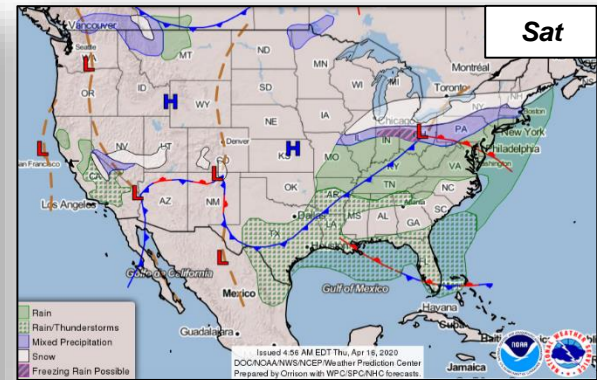 Sat
Vancouver
Seattle
WA
MT
ND
MN
Montréal
OR
ID
WY
SD
WI
MI
Toronto
NH
NY
Boston
IA
Chicago
NE
PA
New York
Philadelphia
Washington
San Francisco
NV
UT
Denver
CO
KS
MO
IN
VA
KY
CA
Los Angeles
AZ
NM
OK
AR
TN
NC
SC
Atlanta
Dallas
TX
LA
MS
AL
GA
Houston
FL
Golfo de California
Gulf of Mexico
Mexico
Havana
Cuba
Guadalajara
Jamaica
H
H
L
L
L
L
L
L
Rain
Rain/Thunderstorms
Mixed Precipitation
Snow
Freezing Rain Possible
Issued 4:56 AM EDT Thu, Apr 16, 2020
DOC/NOAA/NWS/NCEP/Weather Prediction Center
Prepared by Orrison with WPC/SPC/NHC forecasts.
NOAA